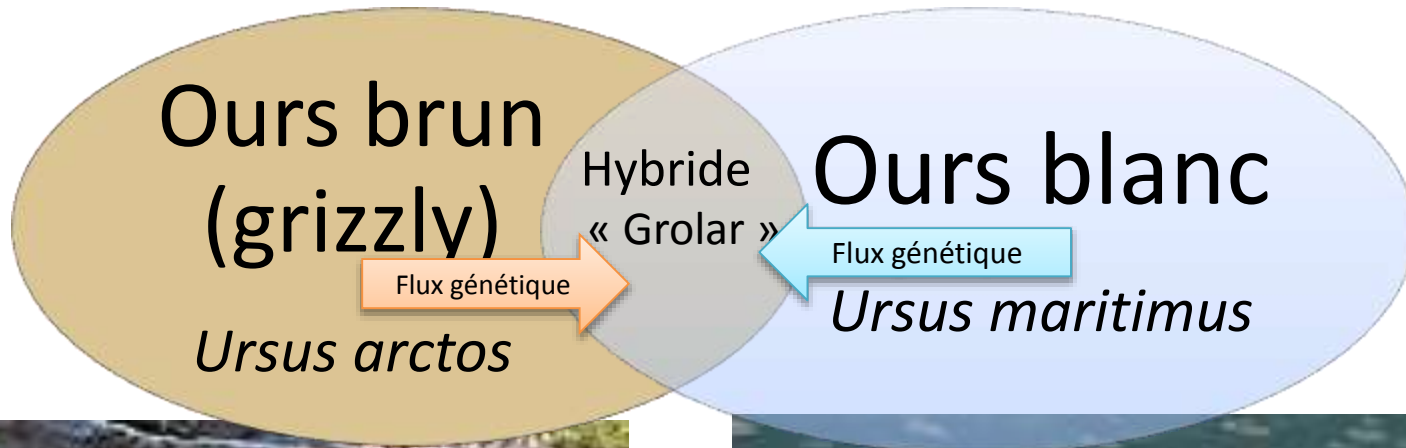 Ours brun
(grizzly)
Flux génétique
Ursus arctos
Hybride
« Grolar »
Ours blanc
Flux génétique
Ursus maritimus